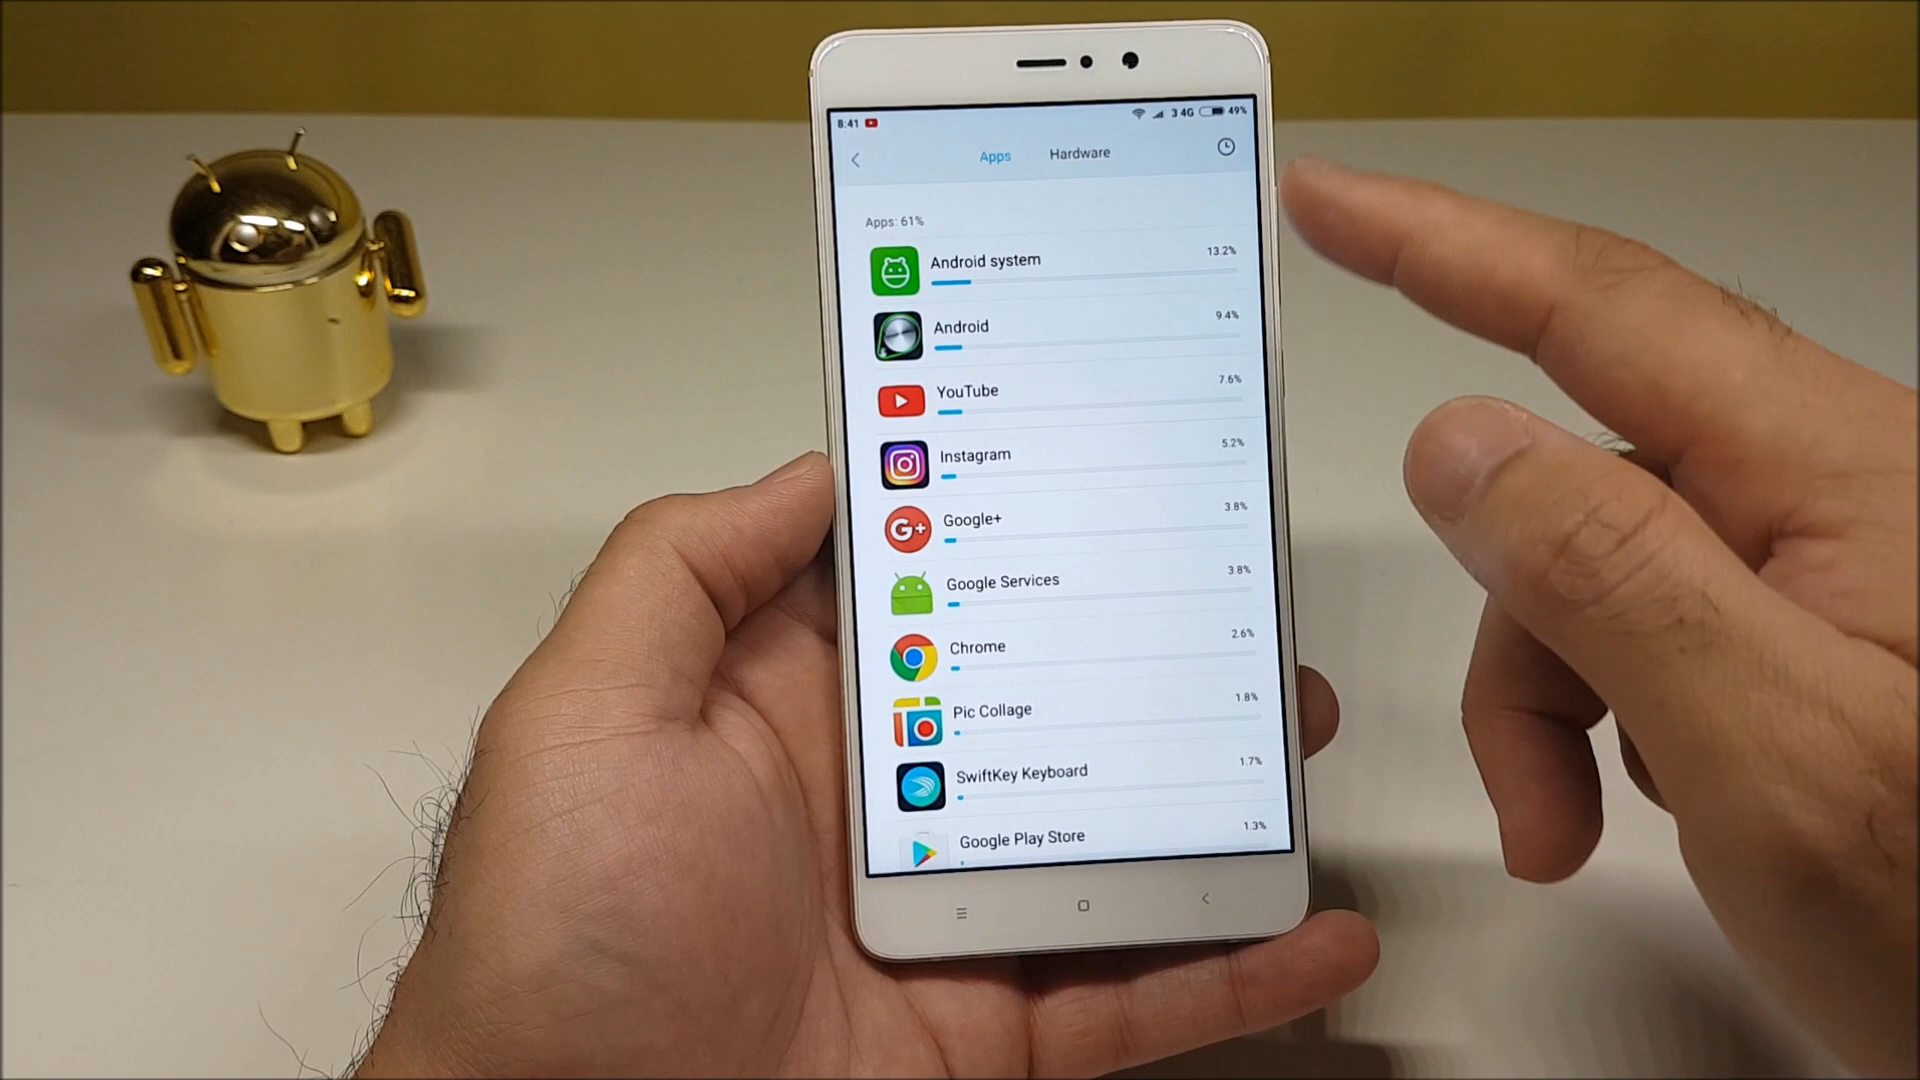 8:41 3 4G 49%
Apps Hardware
Apps: 61%
Android system 13.2%
Android 9.4%
YouTube 7.6%
Instagram 5.2%
Google+ 3.8%
Google Services 3.8%
Chrome 2.6%
Pic Collage 1.8%
SwiftKey Keyboard 1.7%
Google Play Store 1.3%